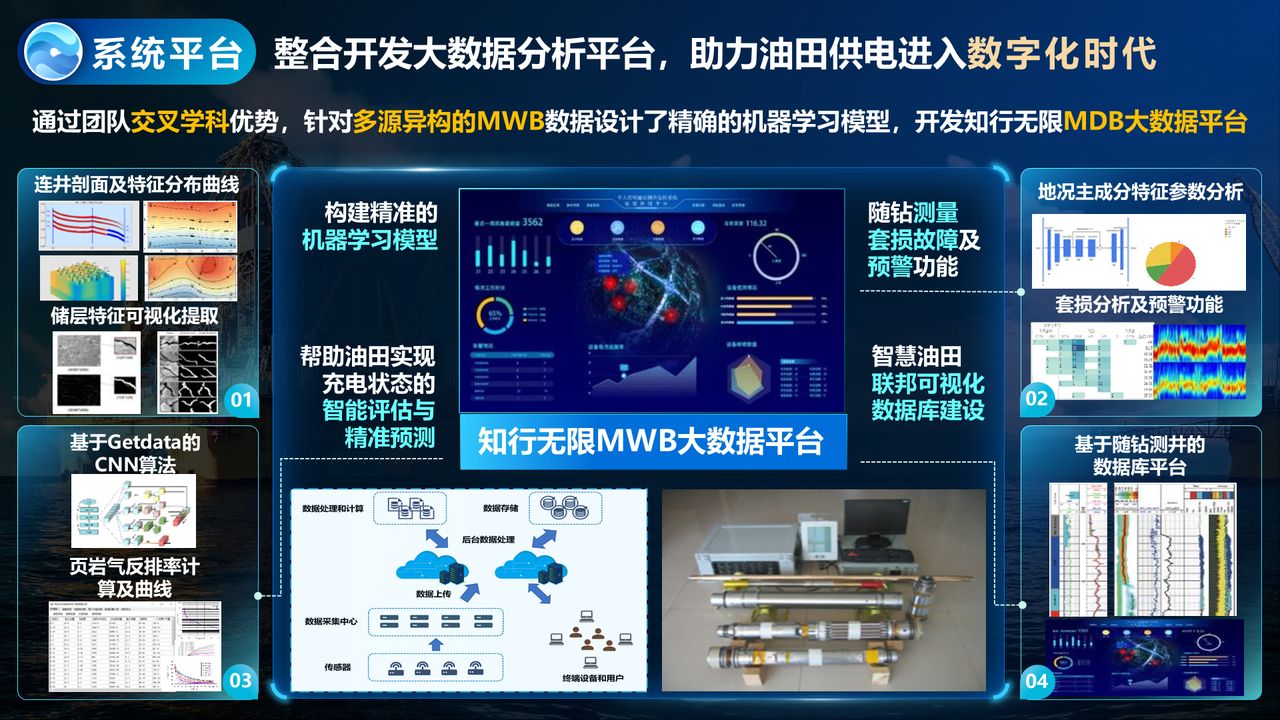 系统平台
整合开发大数据分析平台，助力油田供电进入数字化时代
通过团队交叉学科优势，针对多源异构的MWB数据设计了精确的机器学习模型，开发知行无限MDB大数据平台
连井剖面及特征分布曲线
储层特征可视化提取
01
基于Getdata的
CNN算法
页岩气反排率计
算及曲线
03
构建精准的
机器学习模型
帮助油田实现
充电状态的
智能评估与
精准预测
3562
116.32
21 22 23 24 25 26 27
65%
知行无限MWB大数据平台
随钻测量
套损故障及
预警功能
智慧油田
联邦可视化
数据库建设
数据处理和计算
数据存储
后台数据处理
数据上传
数据采集中心
传感器
终端设备和用户
地况主成分特征参数分析
套损分析及预警功能
02
基于随钻测井的
数据库平台
04